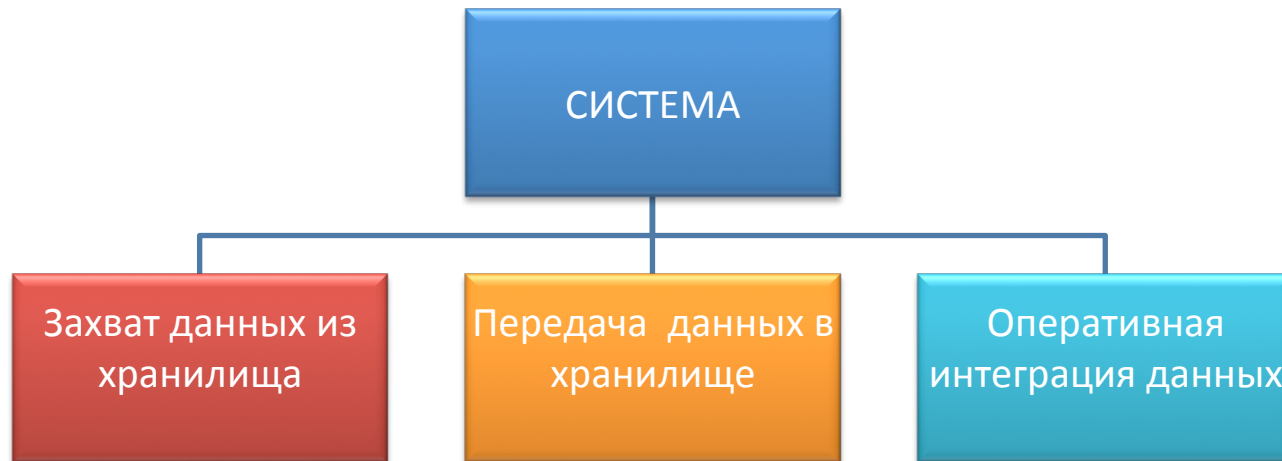 СИСТЕМА
Захват данных из
хранилища
Передача  данных в
хранилище
Оперативная
интеграция данных